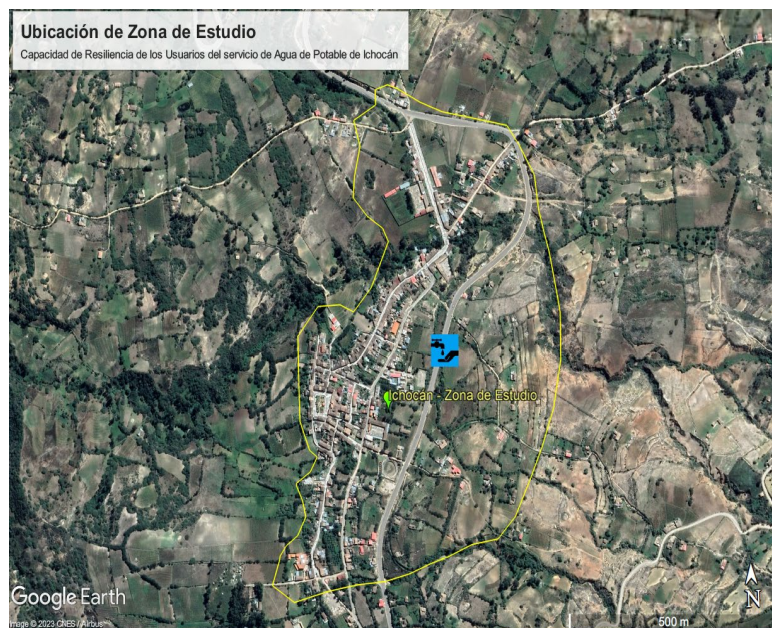 Ubicación de Zona de Estudio
Capacidad de Resiliencia de los Usuarios del servicio de Agua de Potable de Ichocán
Ichocán - Zona de Estudio
Google Earth
Image © 2023 CNES / Airbus
N
500 m